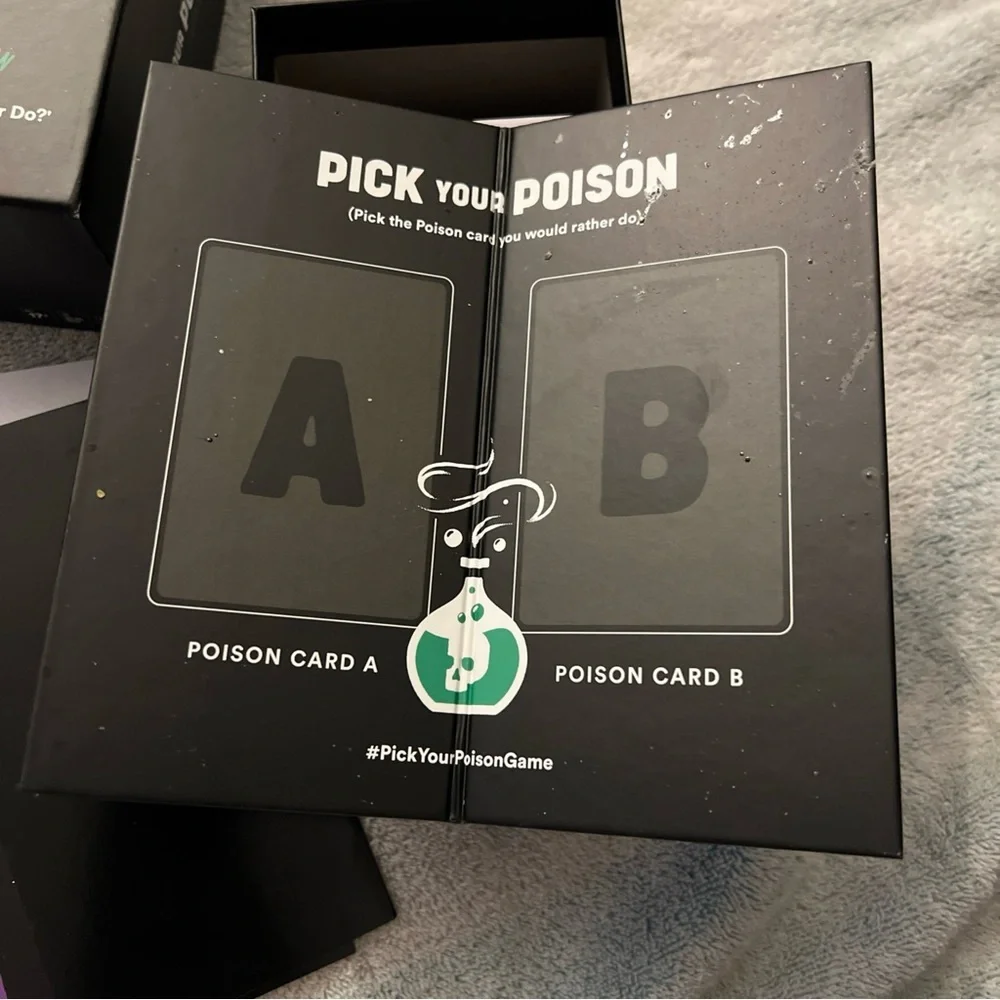 r Do?'
PICK YOUR POISON
(Pick the Poison card you would rather do)
A
B
POISON CARD A
POISON CARD B
#PickYourPoisonGame